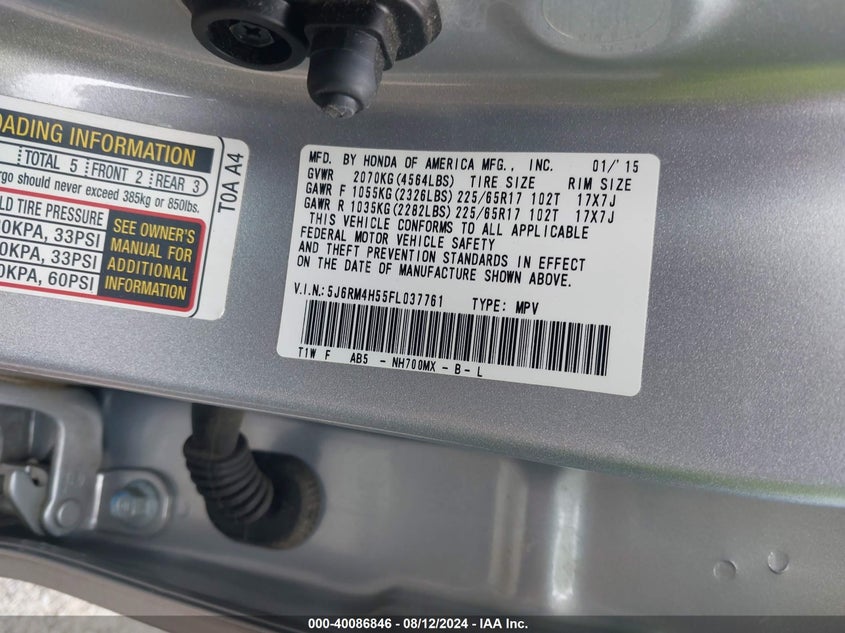 OADING INFORMATION
TOTAL 5 FRONT 2 REAR 3
rgo should never exceed 385kg or 850lbs.
LD TIRE PRESSURE
0KPA, 33PSI
0KPA, 33PSI
0KPA, 60PSI
SEE OWNER'S
MANUAL FOR
ADDITIONAL
INFORMATION
T0A A4
MFD. BY HONDA OF AMERICA MFG., INC. 01/'15
GVWR 2070KG(4564LBS) TIRE SIZE RIM SIZE
GAWR F 1055KG(2326LBS) 225/65R17 102T 17X7J
GAWR R 1035KG(2282LBS) 225/65R17 102T 17X7J
THIS VEHICLE CONFORMS TO ALL APPLICABLE
FEDERAL MOTOR VEHICLE SAFETY
AND THEFT PREVENTION STANDARDS IN EFFECT
ON THE DATE OF MANUFACTURE SHOWN ABOVE.
V.I.N.: 5J6RM4H55FL037761 TYPE: MPV
T1W F AB5 - NH700MX - B - L
000-40086846 - 08/12/2024 - IAA Inc.